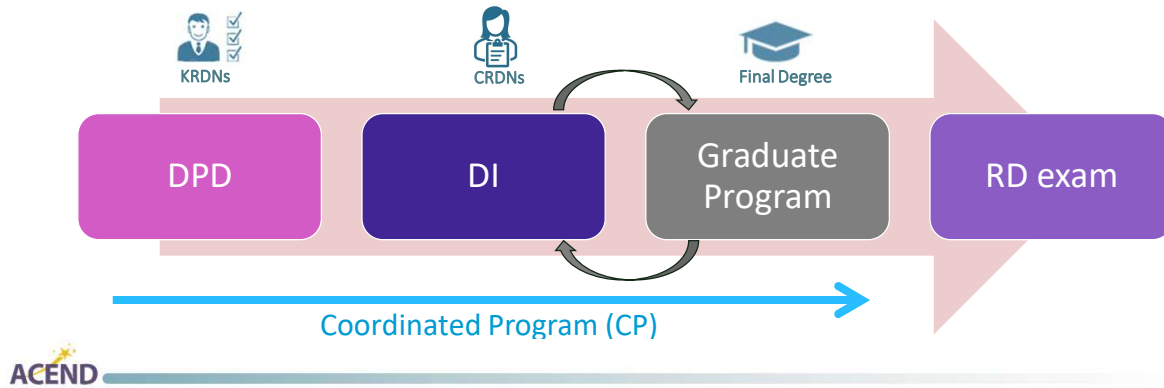 KRDNs
CRDNs
Final Degree
DPD
DI
Graduate
Program
RD exam
Coordinated Program (CP)
ACEND